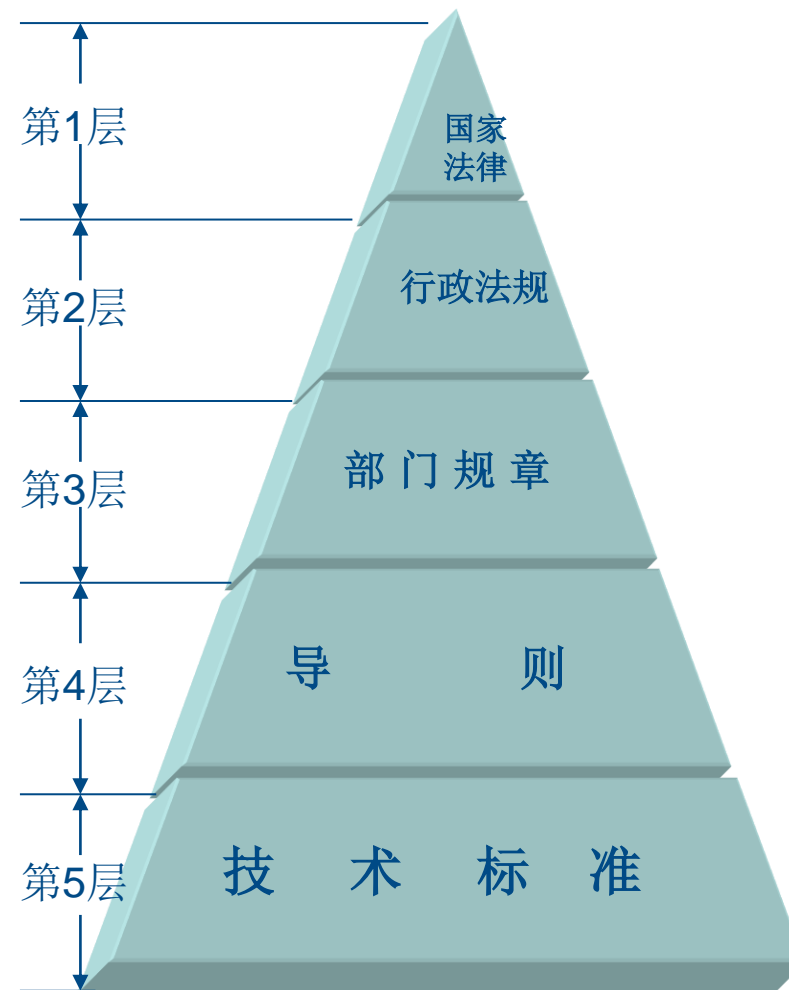 第1层
国家
法律
第2层
行政法规
第3层
部门规章
第4层
导则
第5层
技术标准